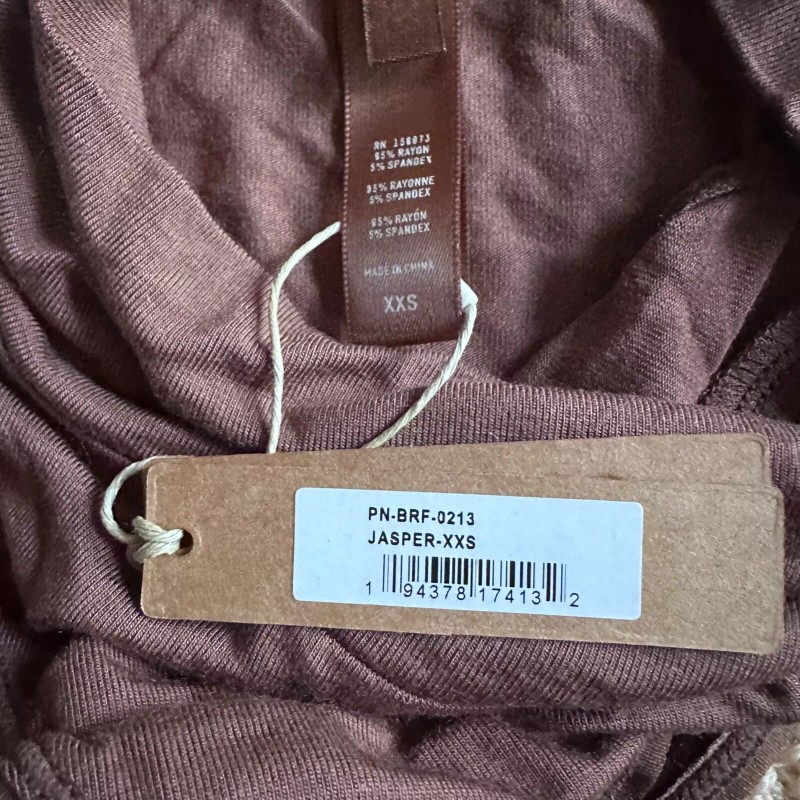 RN 158073
95% RAYON
5% SPANDEX
95% RAYONNE
5% SPANDEX
95% RAYÓN
5% SPANDEX
MADE IN CHINA
XXS
PN-BRF-0213
JASPER-XXS
1 94378 17413 2